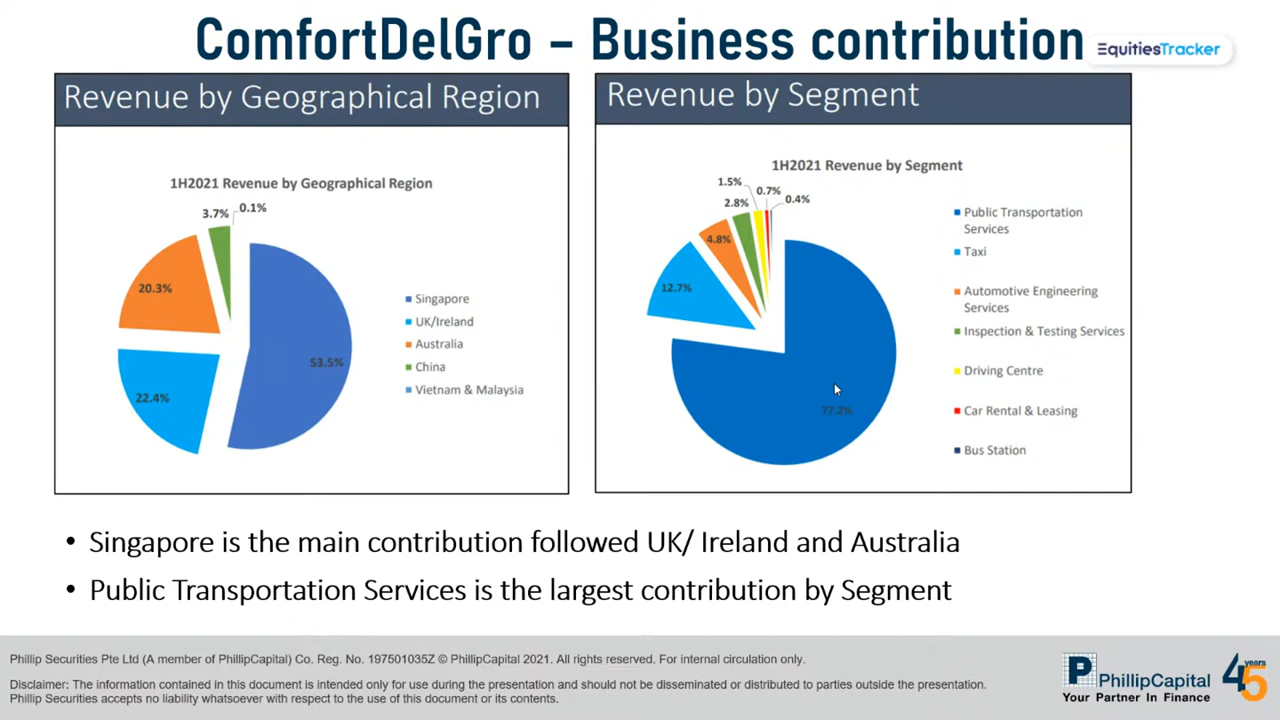 ComfortDelGro – Business contribution
EquitiesTracker
Revenue by Geographical Region
1H2021 Revenue by Geographical Region
3.7%
0.1%
20.3%
53.5%
22.4%
Singapore
UK/Ireland
Australia
China
Vietnam & Malaysia
Revenue by Segment
1H2021 Revenue by Segment
1.5%
0.7%
2.8%
0.4%
4.8%
12.7%
77.2%
Public Transportation
Services
Taxi
Automotive Engineering
Services
Inspection & Testing Services
Driving Centre
Car Rental & Leasing
Bus Station
• Singapore is the main contribution followed UK/ Ireland and Australia
• Public Transportation Services is the largest contribution by Segment
Phillip Securities Pte Ltd (A member of PhillipCapital) Co. Reg. No. 197501035Z © PhillipCapital 2021. All rights reserved. For internal circulation only.
Disclaimer: The information contained in this document is intended only for use during the presentation and should not be disseminated or distributed to parties outside the presentation.
Phillip Securities accepts no liability whatsoever with respect to the use of this document or its contents.
P
PhillipCapital
Your Partner In Finance
45 years